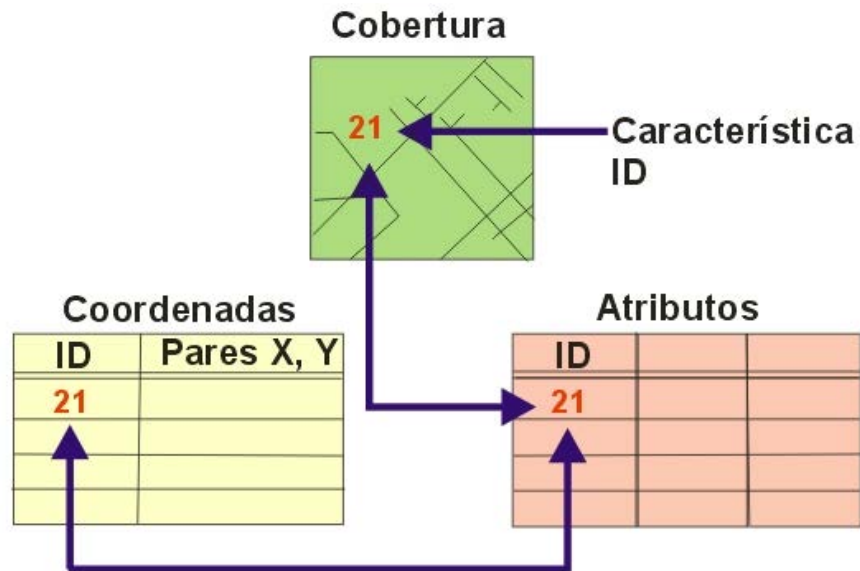 Cobertura
21
Característica
ID
Coordenadas
ID Pares X, Y
21
Atributos
ID
21